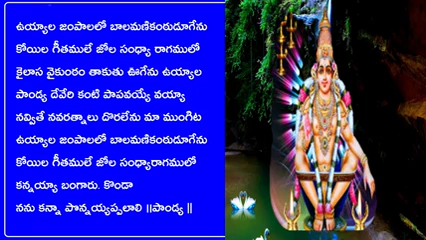 ఉయ్యాల జంపాలలో బాలమణికంఠుడూగేను
కోయిల గీతములే జోల సంధ్యా రాగములో
కైలాస వైకుంఠం తాకుతు ఊగేను ఉయ్యాల
పాండ్య దేవేరి కంటి పాపవయ్యే వయ్యా
నవ్వితే నవరత్నాలు దొరలేను మా ముంగిట
ఉయ్యాల జంపాలలో బాలమణికంఠుడూగేను
కోయిల గీతములే జోల సంధ్యారాగములో
కన్నయ్యా బంగారు. కొండా
నను కన్నా పొన్నయ్యప్పలాలి ॥పాండ్య ॥